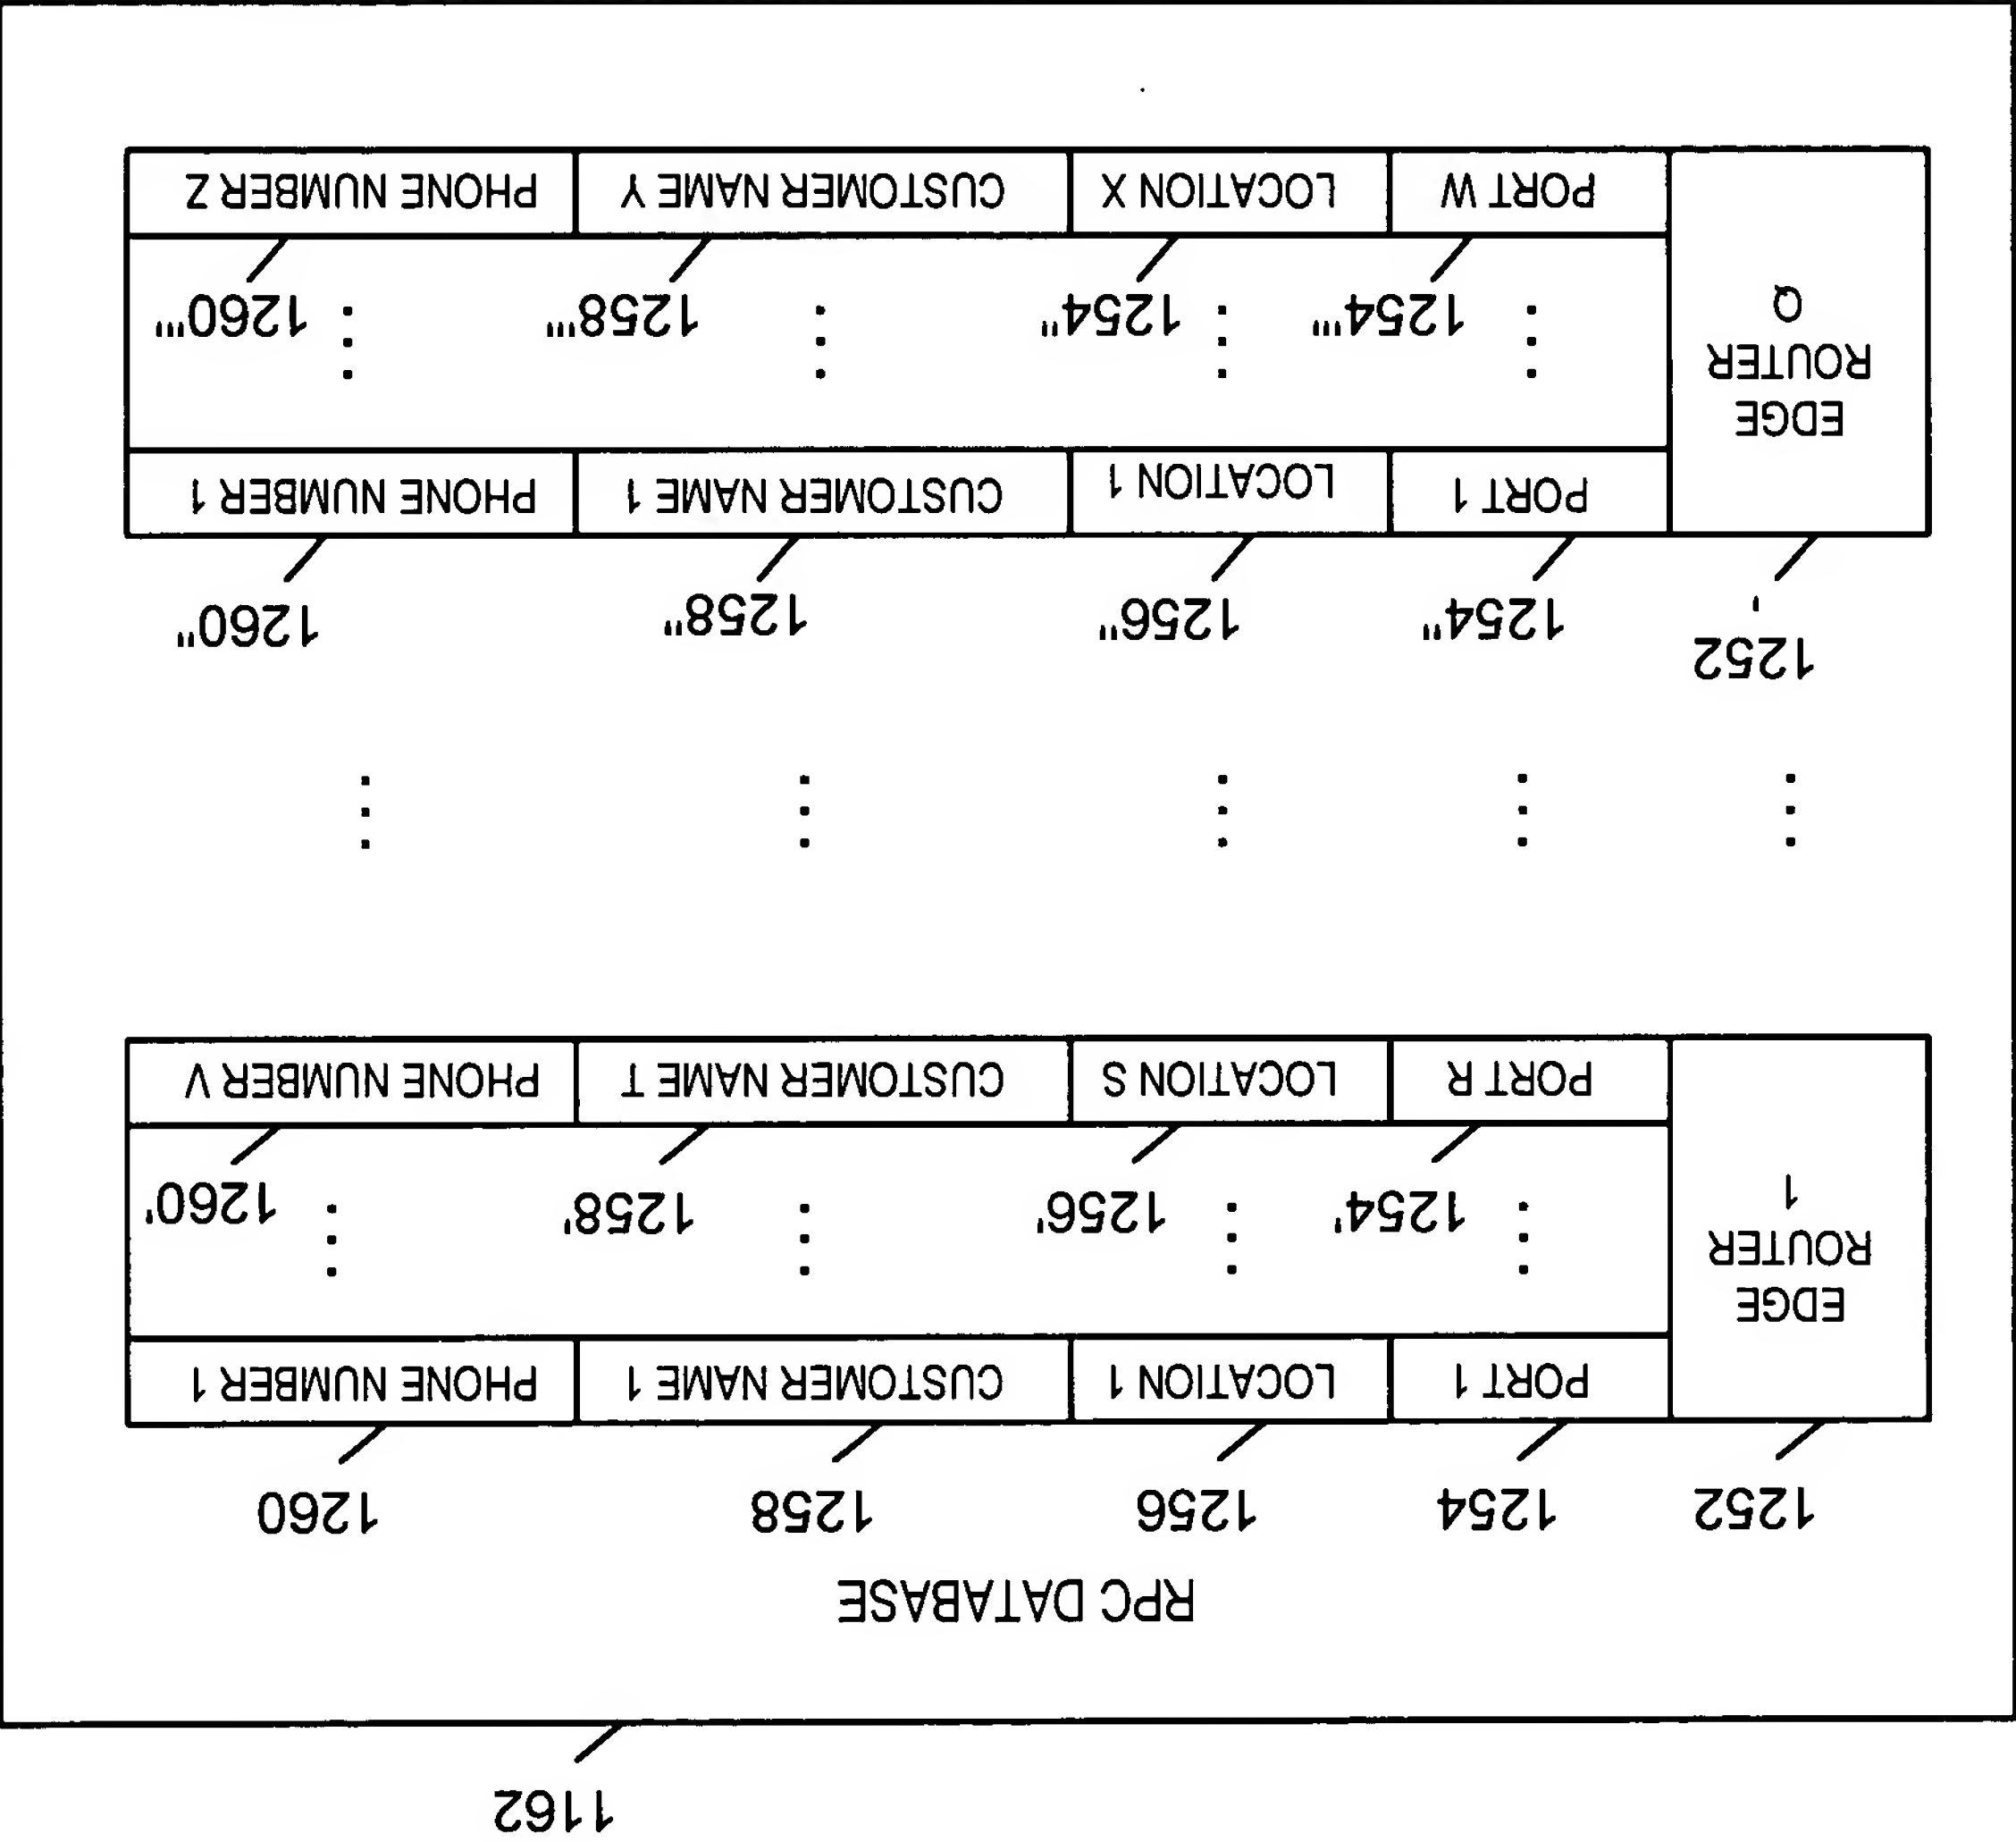 1162
RPC DATABASE
1252 1254 1256 1258 1260
EDGE
ROUTER
1
PORT 1 LOCATION 1 CUSTOMER NAME 1 PHONE NUMBER 1
1254' 1256' 1258' 1260'
PORT R LOCATION S CUSTOMER NAME T PHONE NUMBER V
1252' 1254'' 1256'' 1258'' 1260''
EDGE
ROUTER
Q
PORT 1 LOCATION 1 CUSTOMER NAME 1 PHONE NUMBER 1
1254''' 1254'' 1258''' 1260'''
PORT W LOCATION X CUSTOMER NAME Y PHONE NUMBER Z